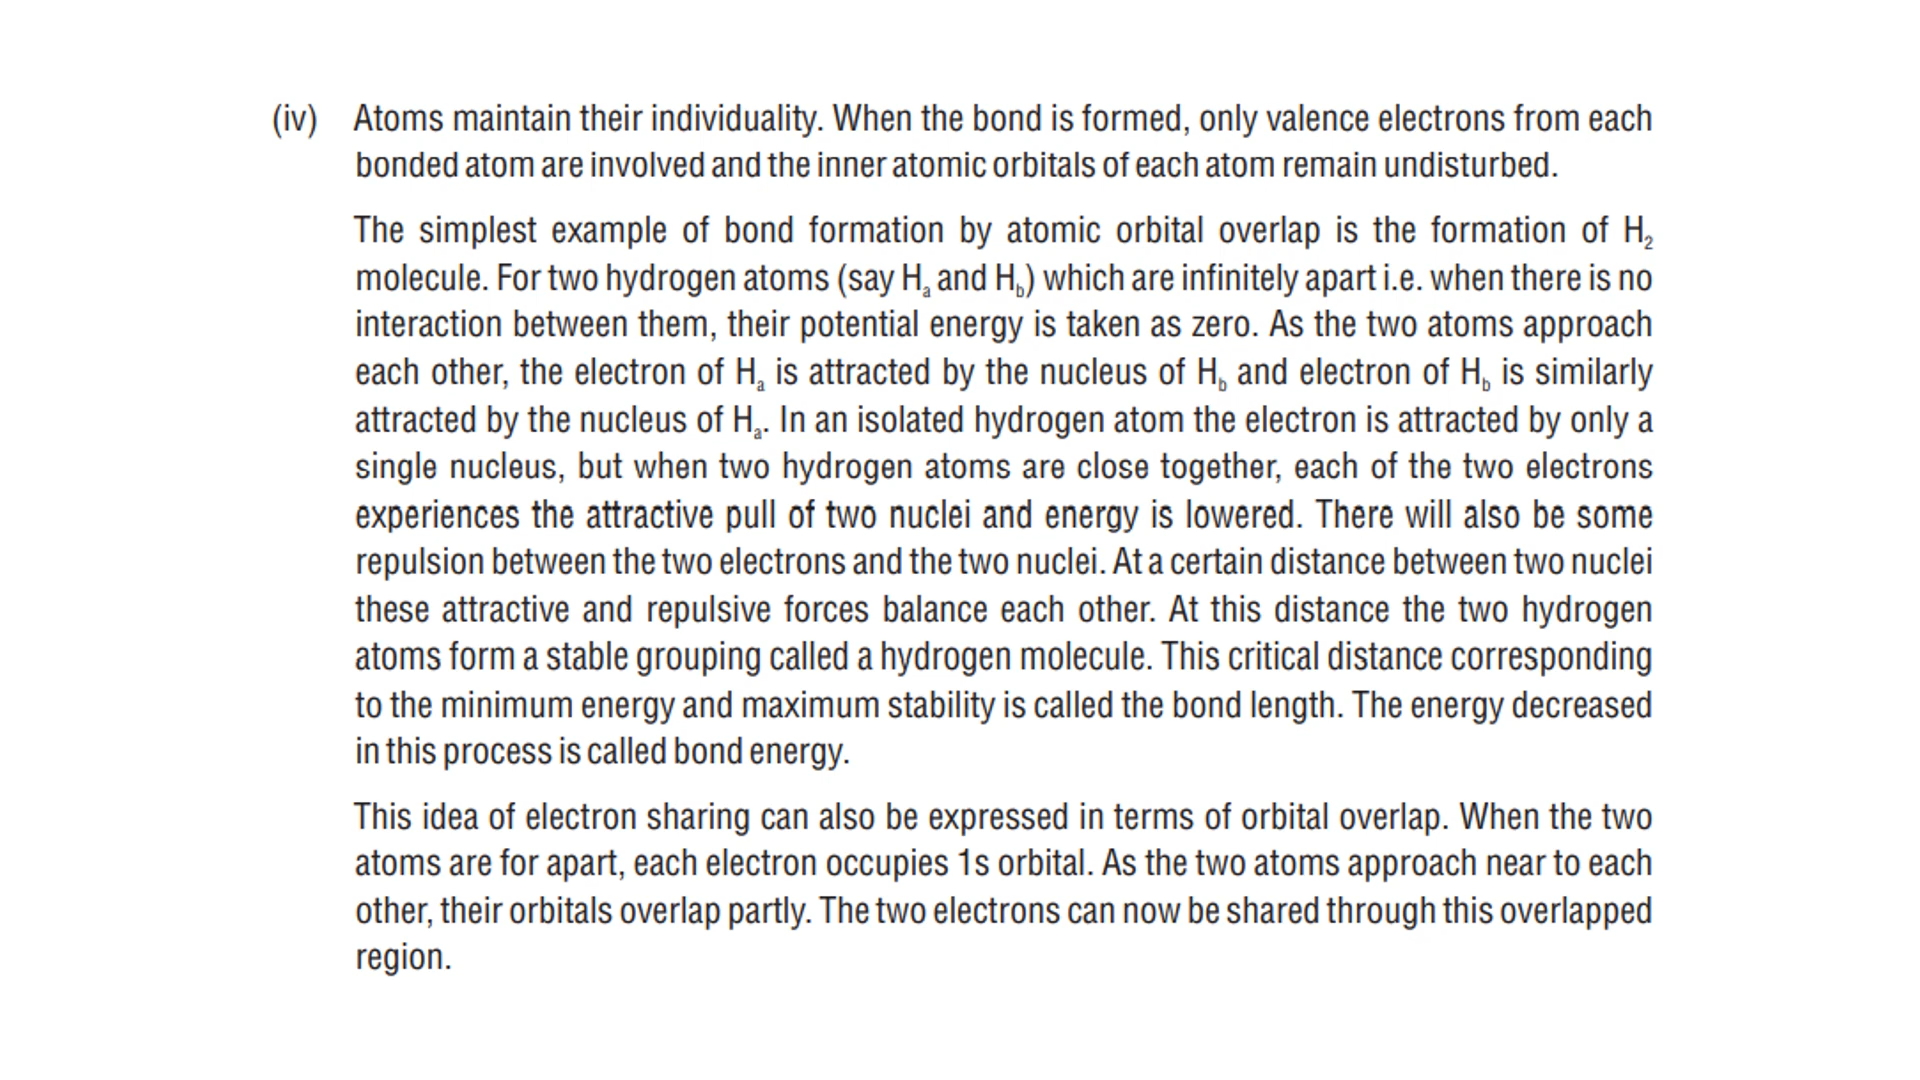 (iv) Atoms maintain their individuality. When the bond is formed, only valence electrons from each
bonded atom are involved and the inner atomic orbitals of each atom remain undisturbed.
The simplest example of bond formation by atomic orbital overlap is the formation of H₂
molecule. For two hydrogen atoms (say Hₐ and H_b) which are infinitely apart i.e. when there is no
interaction between them, their potential energy is taken as zero. As the two atoms approach
each other, the electron of Hₐ is attracted by the nucleus of H_b and electron of H_b is similarly
attracted by the nucleus of Hₐ. In an isolated hydrogen atom the electron is attracted by only a
single nucleus, but when two hydrogen atoms are close together, each of the two electrons
experiences the attractive pull of two nuclei and energy is lowered. There will also be some
repulsion between the two electrons and the two nuclei. At a certain distance between two nuclei
these attractive and repulsive forces balance each other. At this distance the two hydrogen
atoms form a stable grouping called a hydrogen molecule. This critical distance corresponding
to the minimum energy and maximum stability is called the bond length. The energy decreased
in this process is called bond energy.
This idea of electron sharing can also be expressed in terms of orbital overlap. When the two
atoms are for apart, each electron occupies 1s orbital. As the two atoms approach near to each
other, their orbitals overlap partly. The two electrons can now be shared through this overlapped
region.